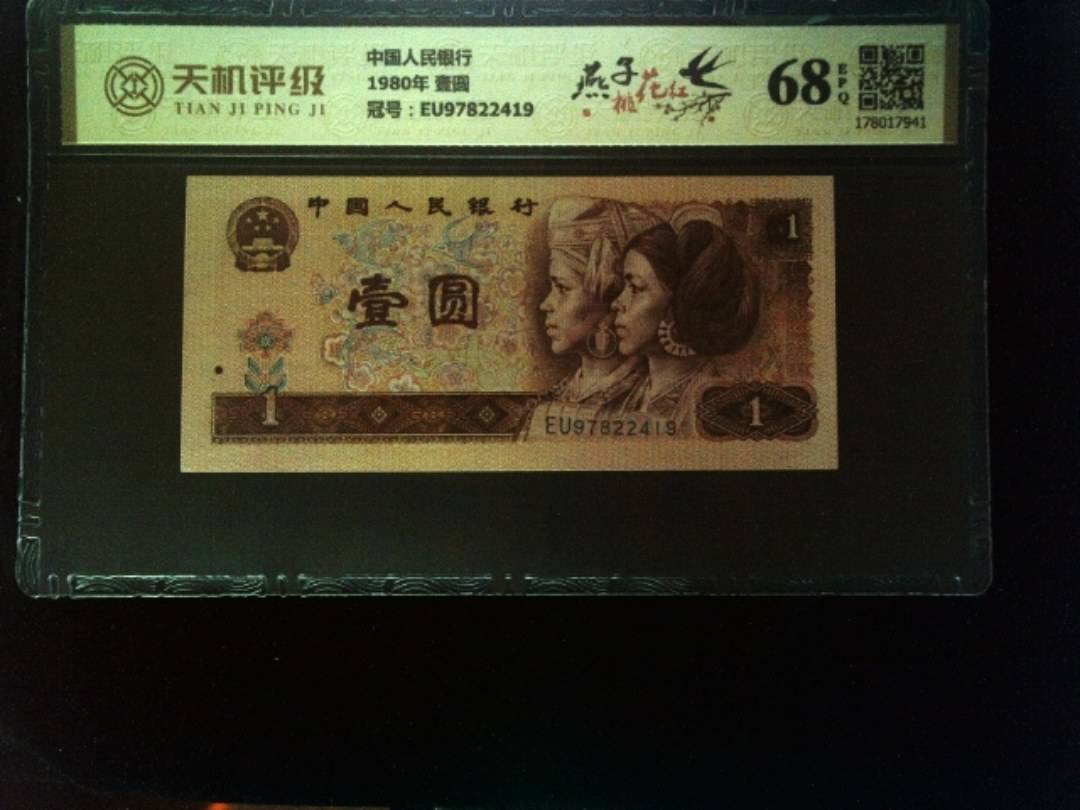 天机评级
TIAN JI PING JI
中国人民银行
1980年 壹圆
冠号：EU97822419
燕子
桃花红
68
EPQ
178017941
中国人民银行
1
壹圆
1
EU97822419
1